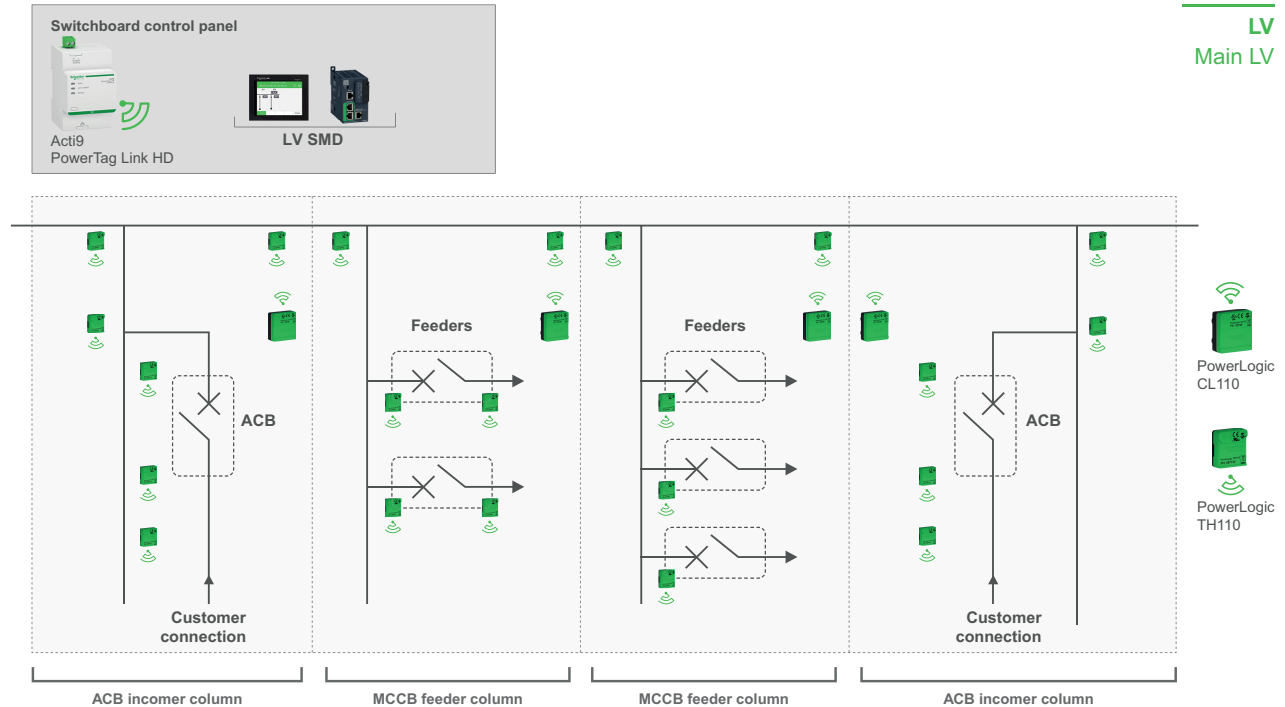 Switchboard control panel
LV
Main LV
Acti9
PowerTag Link HD
LV SMD
Feeders
Feeders
ACB
ACB
PowerLogic
CL110
PowerLogic
TH110
Customer
connection
Customer
connection
ACB incomer column
MCCB feeder column
MCCB feeder column
ACB incomer column